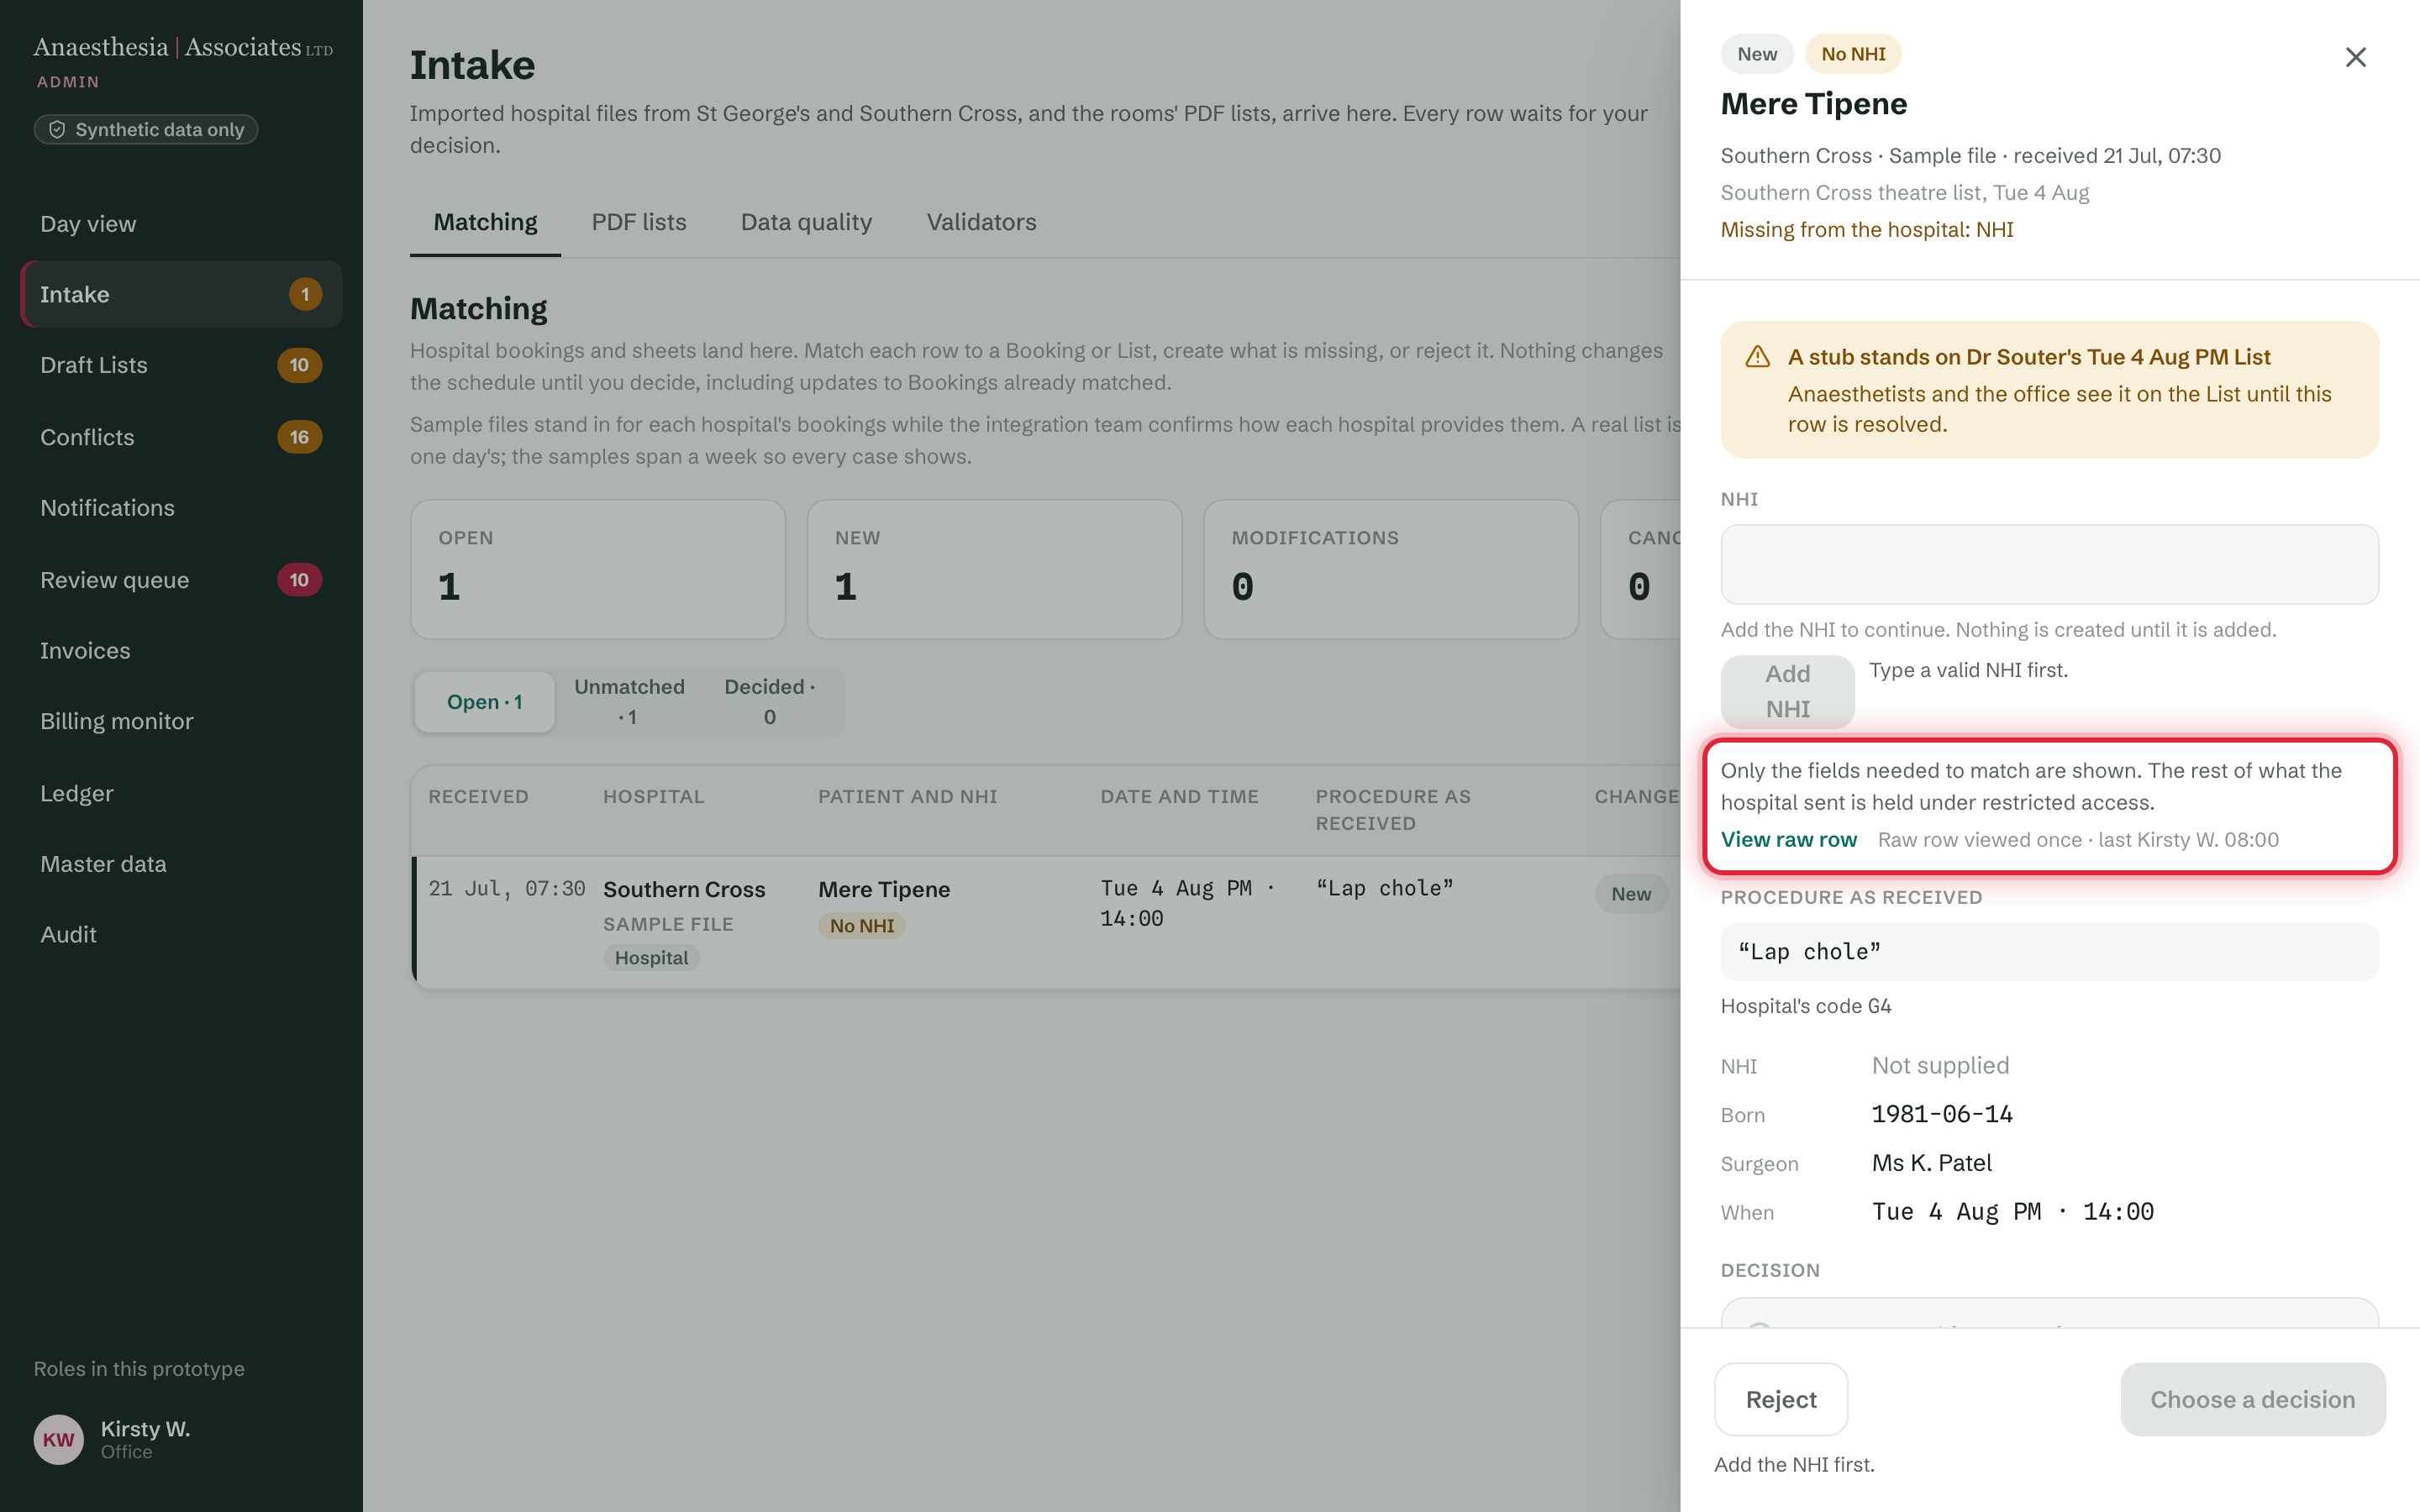 Anaesthesia | Associates LTD
ADMIN
Synthetic data only
Day view
Intake 1
Draft Lists 10
Conflicts 16
Notifications
Review queue 10
Invoices
Billing monitor
Ledger
Master data
Audit
Roles in this prototype
KW
Kirsty W.
Office
Intake
Imported hospital files from St George's and Southern Cross, and the rooms' PDF lists, arrive here. Every row waits for your
decision.
Matching PDF lists Data quality Validators
Matching
Hospital bookings and sheets land here. Match each row to a Booking or List, create what is missing, or reject it. Nothing changes
the schedule until you decide, including updates to Bookings already matched.
Sample files stand in for each hospital's bookings while the integration team confirms how each hospital provides them. A real list is
one day's; the samples span a week so every case shows.
OPEN NEW MODIFICATIONS
1 1 0 0
Open · 1
Unmatched
· 1
Decided ·
0
RECEIVED HOSPITAL PATIENT AND NHI DATE AND TIME PROCEDURE AS
RECEIVED
CHANGE
21 Jul, 07:30 Southern Cross Mere Tipene Tue 4 Aug PM · “Lap chole” New
SAMPLE FILE No NHI 14:00
Hospital
New No NHI
Mere Tipene
Southern Cross · Sample file · received 21 Jul, 07:30
Southern Cross theatre list, Tue 4 Aug
Missing from the hospital: NHI
A stub stands on Dr Souter's Tue 4 Aug PM List
Anaesthetists and the office see it on the List until this
row is resolved.
NHI
Add the NHI to continue. Nothing is created until it is added.
Add
NHI
Type a valid NHI first.
Only the fields needed to match are shown. The rest of what the
hospital sent is held under restricted access.
View raw row Raw row viewed once · last Kirsty W. 08:00
PROCEDURE AS RECEIVED
“Lap chole”
Hospital's code G4
NHI Not supplied
Born 1981-06-14
Surgeon Ms K. Patel
When Tue 4 Aug PM · 14:00
DECISION
Reject Choose a decision
Add the NHI first.